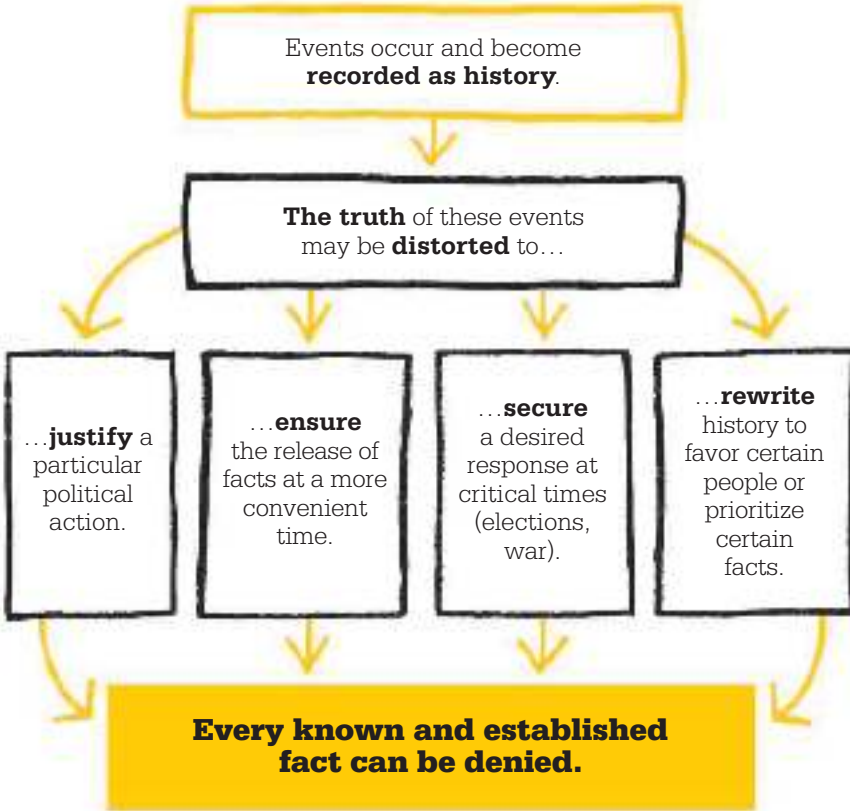 Events occur and become
recorded as history.
The truth of these events
may be distorted to…
…justify a
particular
political
action.
…ensure
the release of
facts at a more
convenient
time.
…secure
a desired
response at
critical times
(elections,
war).
…rewrite
history to
favor certain
people or
prioritize
certain
facts.
Every known and established
fact can be denied.